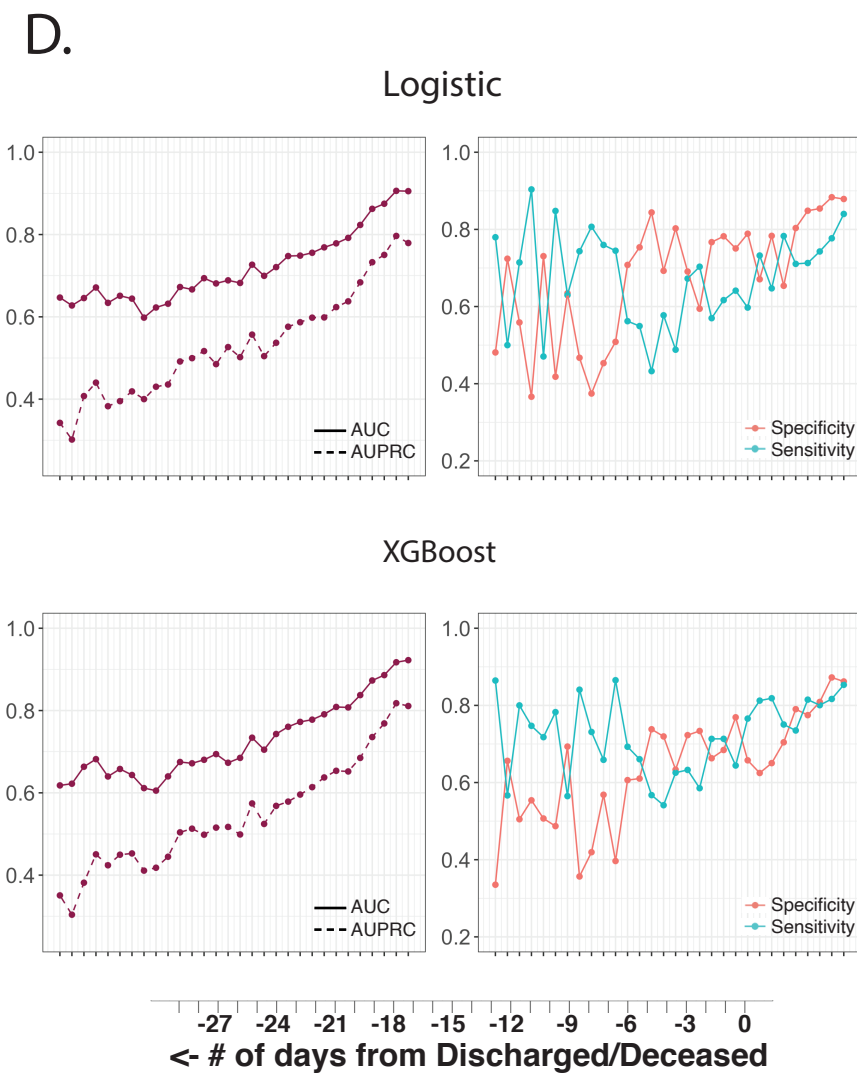 D.
Logistic
1.0
0.8
0.6
0.4
AUC
AUPRC
1.0
0.8
0.6
0.4
0.2
Specificity
Sensitivity
XGBoost
1.0
0.8
0.6
0.4
AUC
AUPRC
1.0
0.8
0.6
0.4
0.2
Specificity
Sensitivity
-27 -24 -21 -18 -15 -12 -9 -6 -3 0
<- # of days from Discharged/Deceased